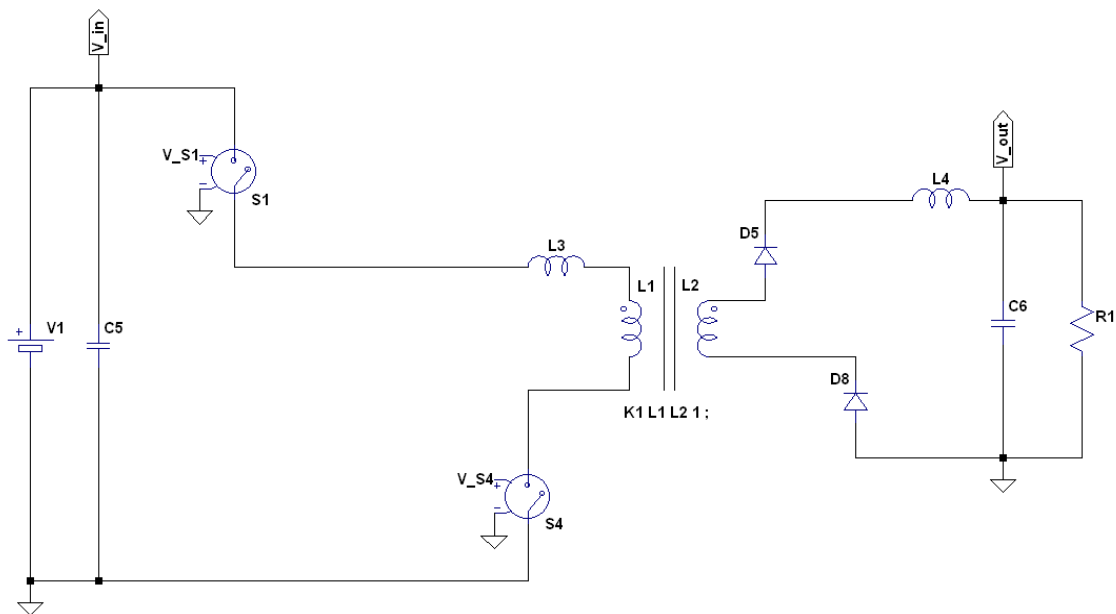 V_in
V_out
V_S1
S1
L4
D5
L3
L1
L2
V1
C5
C6
R1
D8
K1 L1 L2 1 ;
V_S4
S4